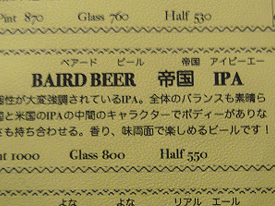 Pint 870 Glass 760 Half 530
ベアード ビール 帝国 アイピーエー
BAIRD BEER 帝国 IPA
個性が大変強調されているIPA。全体のバランスも素晴ら
国と米国のIPAの中間のキャラクターでボディーがありな
さも持ち合わせる。香り、味両面で楽しめるビールです！
nt 1000 Glass 800 Half 550
よな よな リアル エール